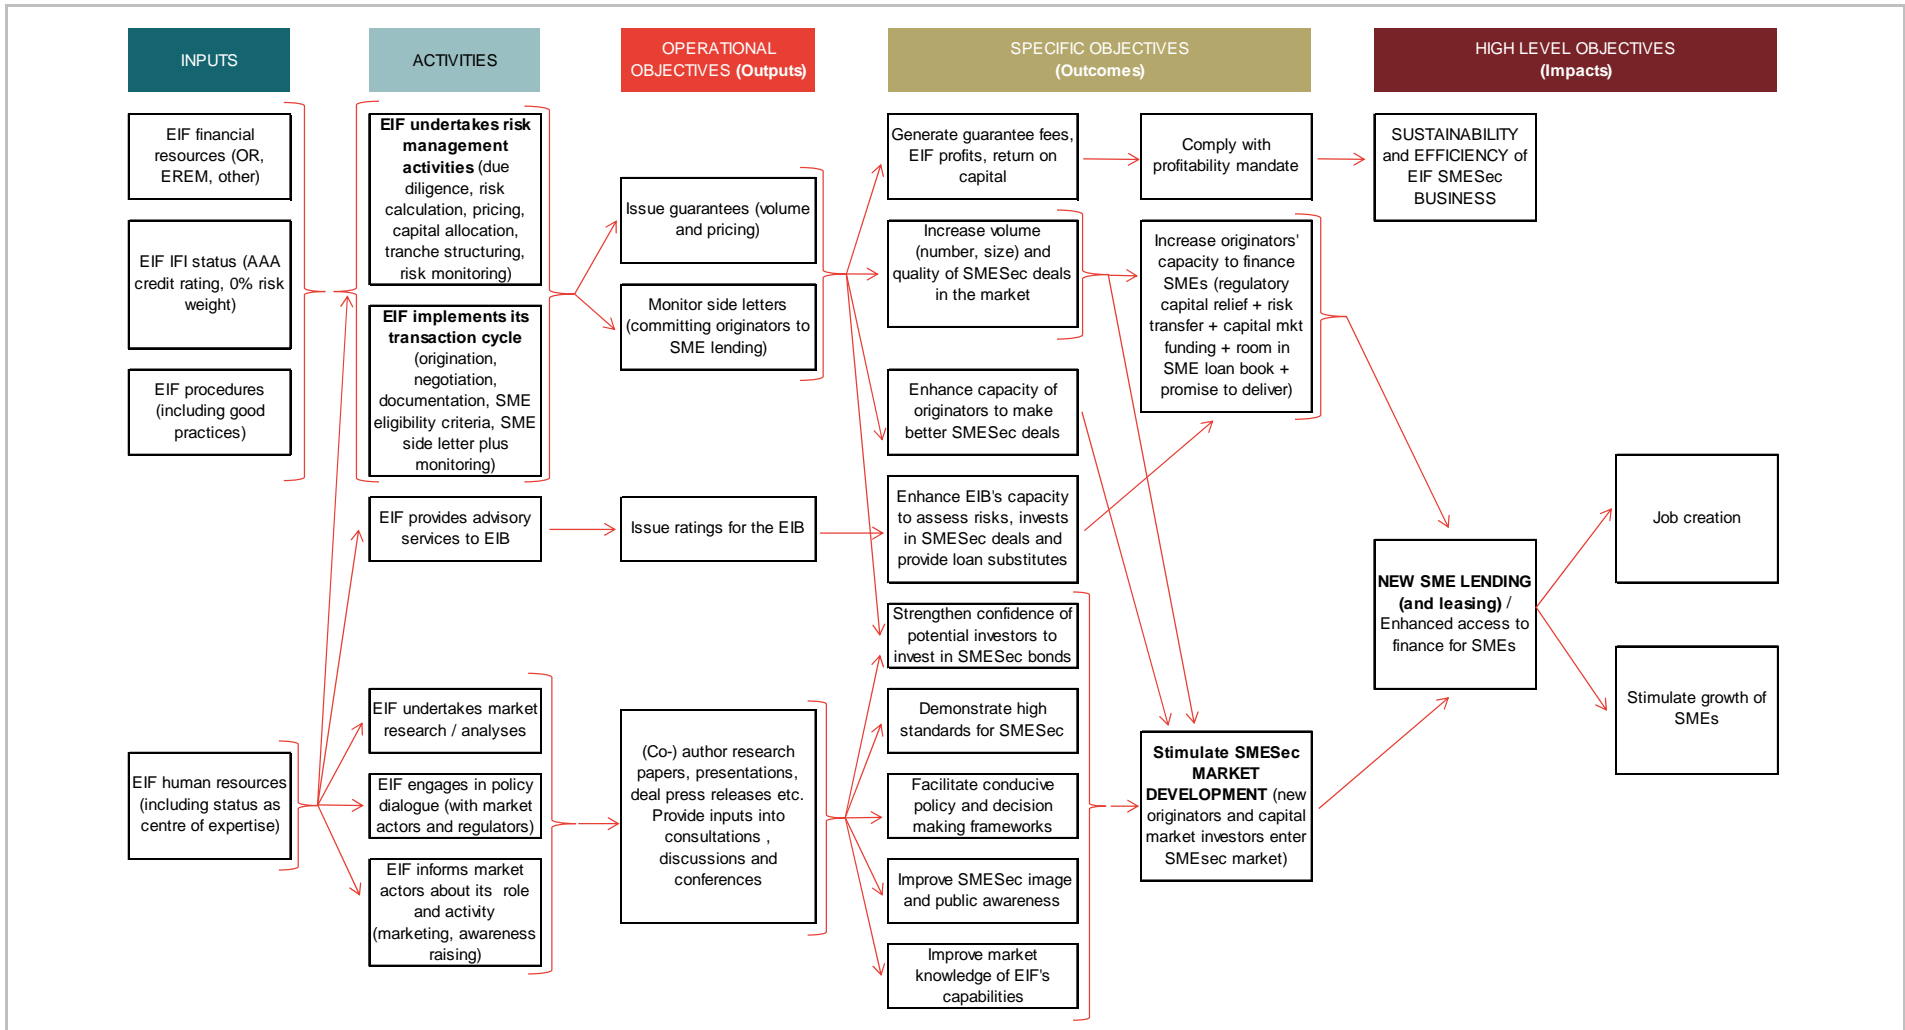 INPUTS
ACTIVITIES
OPERATIONAL
OBJECTIVES (Outputs)
SPECIFIC OBJECTIVES
(Outcomes)
HIGH LEVEL OBJECTIVES
(Impacts)
EIF financial
resources (OR,
EREM, other)
EIF IFI status (AAA
credit rating, 0% risk
weight)
EIF procedures
(including good
practices)
EIF human resources
(including status as
centre of expertise)
EIF undertakes risk
management
activities (due
diligence, risk
calculation, pricing,
capital allocation,
tranche structuring,
risk monitoring)
EIF implements its
transaction cycle
(origination,
negotiation,
documentation, SME
eligibility criteria, SME
side letter plus
monitoring)
EIF provides advisory
services to EIB
EIF undertakes market
research / analyses
EIF engages in policy
dialogue (with market
actors and regulators)
EIF informs market
actors about its role
and activity
(marketing, awareness
raising)
Issue guarantees (volume
and pricing)
Monitor side letters
(committing originators to
SME lending)
Issue ratings for the EIB
(Co-) author research
papers, presentations,
deal press releases etc.
Provide inputs into
consultations ,
discussions and
conferences
Generate guarantee fees,
EIF profits, return on
capital
Increase volume
(number, size) and
quality of SMESec deals
in the market
Enhance capacity of
originators to make
better SMESec deals
Enhance EIB's capacity
to assess risks, invests
in SMESec deals and
provide loan substitutes
Strengthen confidence of
potential investors to
invest in SMESec bonds
Demonstrate high
standards for SMESec
Facilitate conducive
policy and decision
making frameworks
Improve SMESec image
and public awareness
Improve market
knowledge of EIF's
capabilities
Comply with
profitability mandate
Increase originators'
capacity to finance
SMEs (regulatory
capital relief + risk
transfer + capital mkt
funding + room in
SME loan book +
promise to deliver)
Stimulate SMESec
MARKET
DEVELOPMENT (new
originators and capital
market investors enter
SMEsec market)
SUSTAINABILITY
and EFFICIENCY of
EIF SMESec
BUSINESS
NEW SME LENDING
(and leasing) /
Enhanced access to
finance for SMEs
Job creation
Stimulate growth of
SMEs